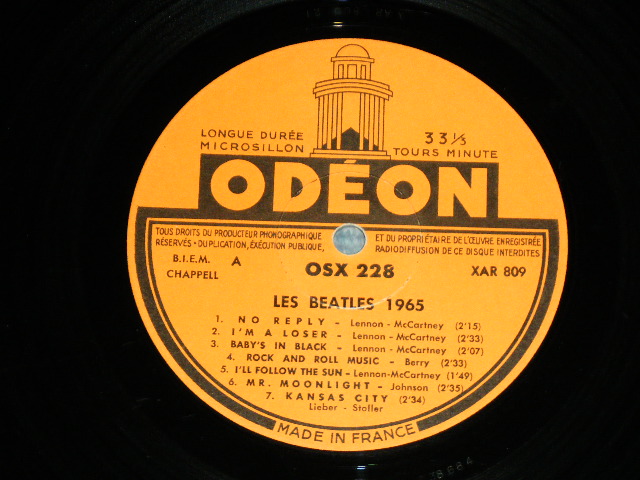 LONGUE DURÉE
MICROSILLON
33 1/3
TOURS MINUTE
ODÉON
TOUS DROITS DU PRODUCTEUR PHONOGRAPHIQUE
RÉSERVÉS • DUPLICATION, ÉXÉCUTION PUBLIQUE,
ET DU PROPRIÉTAIRE DE L'ŒUVRE ENREGISTRÉE
RADIODIFFUSION DE CE DISQUE INTERDITES
B.I.E.M. A
CHAPPELL
OSX 228
XAR 809
LES BEATLES 1965
1. NO REPLY - Lennon - McCartney (2'15)
2. I'M A LOSER - Lennon - McCartney (2'33)
3. BABY'S IN BLACK - Lennon - McCartney (2'07)
4. ROCK AND ROLL MUSIC - Berry (2'33)
5. I'LL FOLLOW THE SUN - Lennon-McCartney (1'49)
6. MR. MOONLIGHT - Johnson (2'35)
7. KANSAS CITY (2'34)
Lieber - Stoller
MADE IN FRANCE